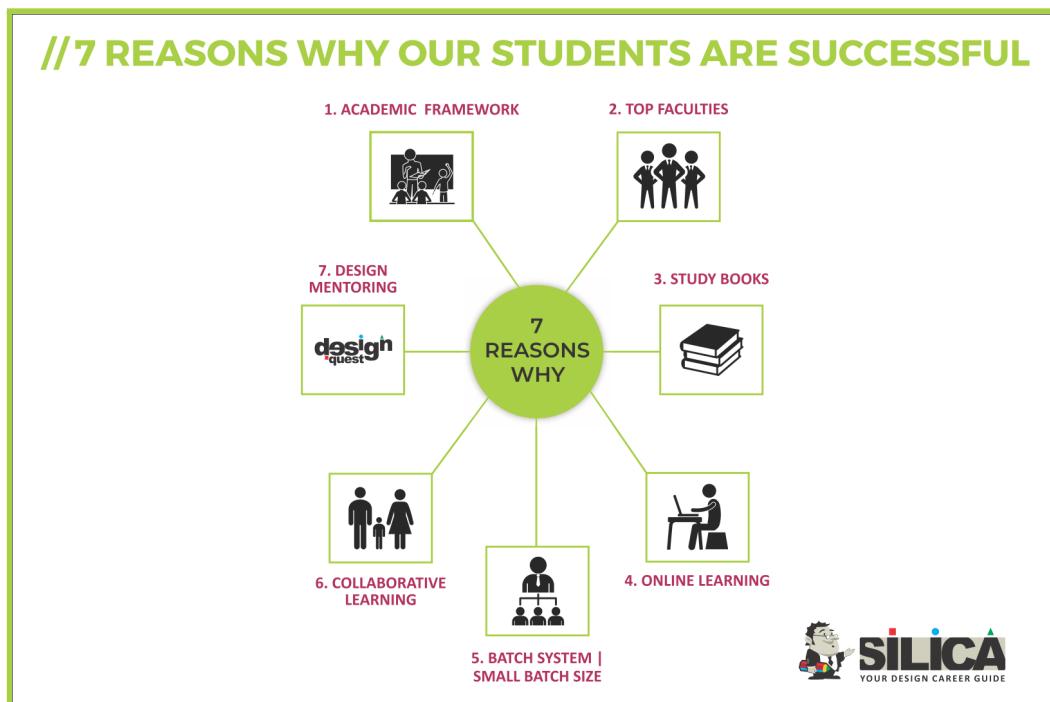 //7 REASONS WHY OUR STUDENTS ARE SUCCESSFUL
1. ACADEMIC FRAMEWORK
2. TOP FACULTIES
7. DESIGN
MENTORING
design
quest
7
REASONS
WHY
3. STUDY BOOKS
6. COLLABORATIVE
LEARNING
4. ONLINE LEARNING
5. BATCH SYSTEM |
SMALL BATCH SIZE
SILICA
YOUR DESIGN CAREER GUIDE